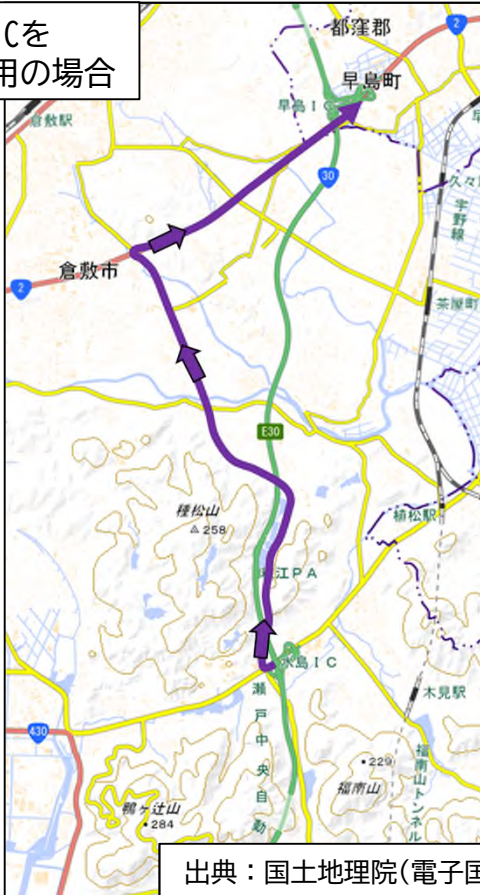 Cを
用の場合
都窪郡
2
早島町
早島IC
倉敷駅
30
久々
宇野線
倉敷市
2
茶屋町
E30
種松山
△258
植松駅
江PA
水島IC
瀬戸中央自動
木見駅
430
・229
福南山
福南山トンネル
鴨ヶ辻山
・284
出典：国土地理院(電子国